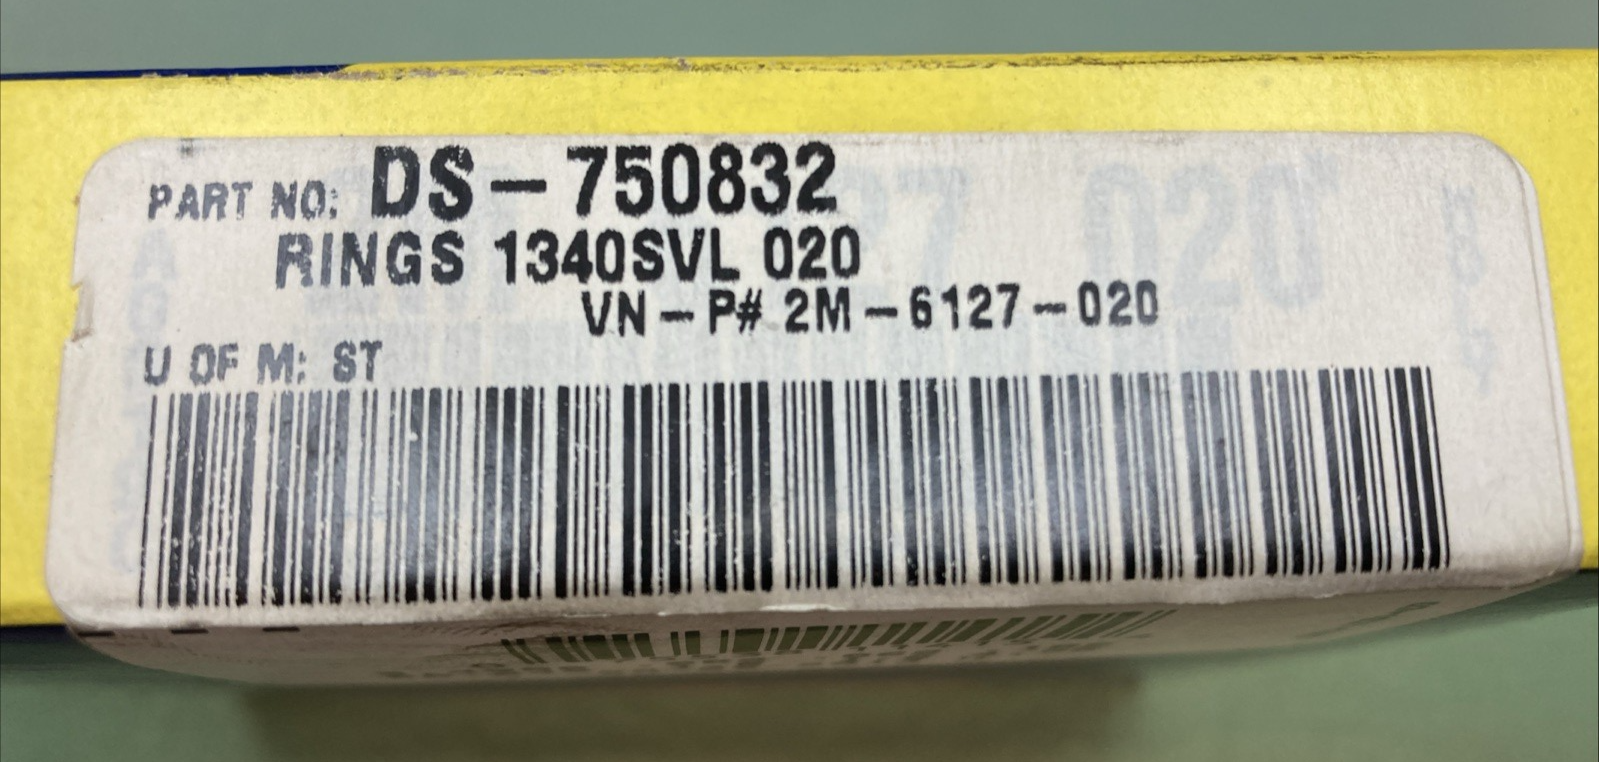 PART NO: DS-750832
RINGS 1340SVL 020
VN-P# 2M-6127-020
U OF M: ST